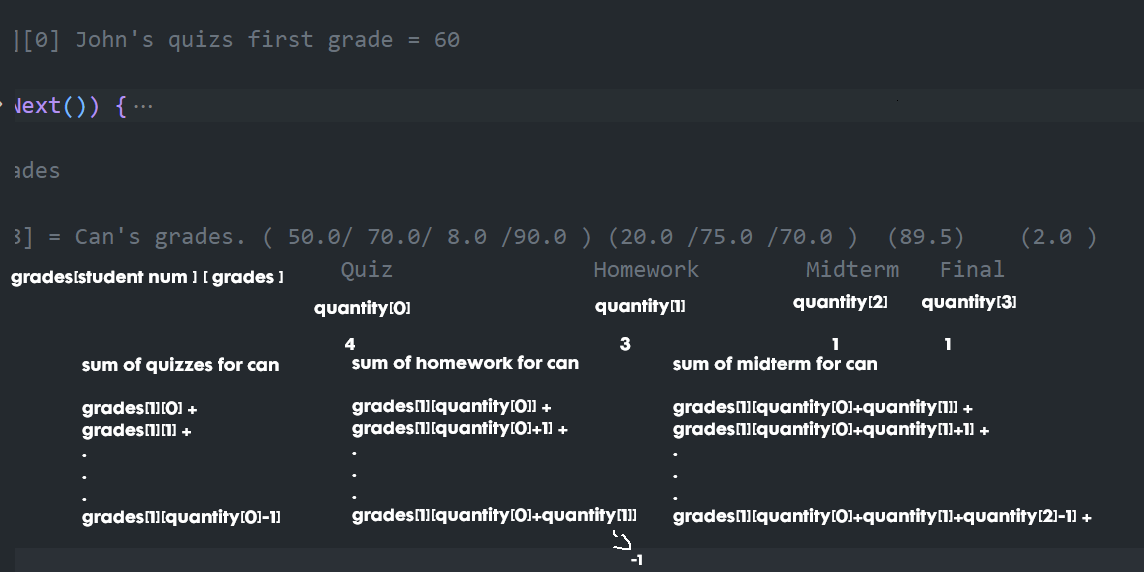 ][0] John's quizs first grade = 60
Next()) { ...
ades
3] = Can's grades. ( 50.0/ 70.0/ 8.0 /90.0 ) (20.0 /75.0 /70.0 ) (89.5) (2.0 )
grades[student num ] [ grades ] Quiz Homework Midterm Final
quantity[0] quantity[1] quantity[2] quantity[3]
4 3 1 1
sum of quizzes for can sum of homework for can sum of midterm for can
grades[1][0] + grades[1][quantity[0]] + grades[1][quantity[0]+quantity[1]] +
grades[1][1] + grades[1][quantity[0]+1] + grades[1][quantity[0]+quantity[1]+1] +
. . .
. . .
. . .
grades[1][quantity[0]-1] grades[1][quantity[0]+quantity[1]] grades[1][quantity[0]+quantity[1]+quantity[2]-1] +
-1